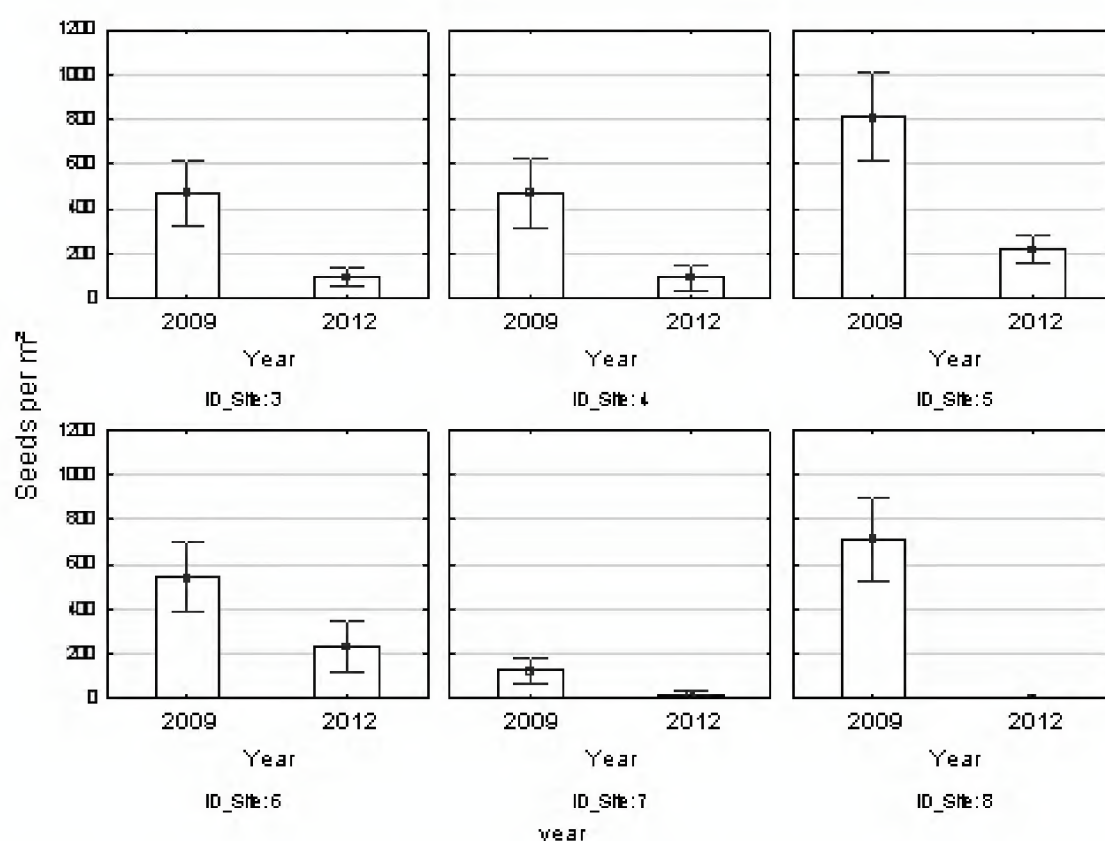 Seeds per m²
1200
1000
800
600
400
200
0
2009 2012
Year
ID_Site:3
2009 2012
Year
ID_Site:4
2009 2012
Year
ID_Site:5
1200
1000
800
600
400
200
0
2009 2012
Year
ID_Site:6
2009 2012
Year
ID_Site:7
2009 2012
Year
ID_Site:8
year